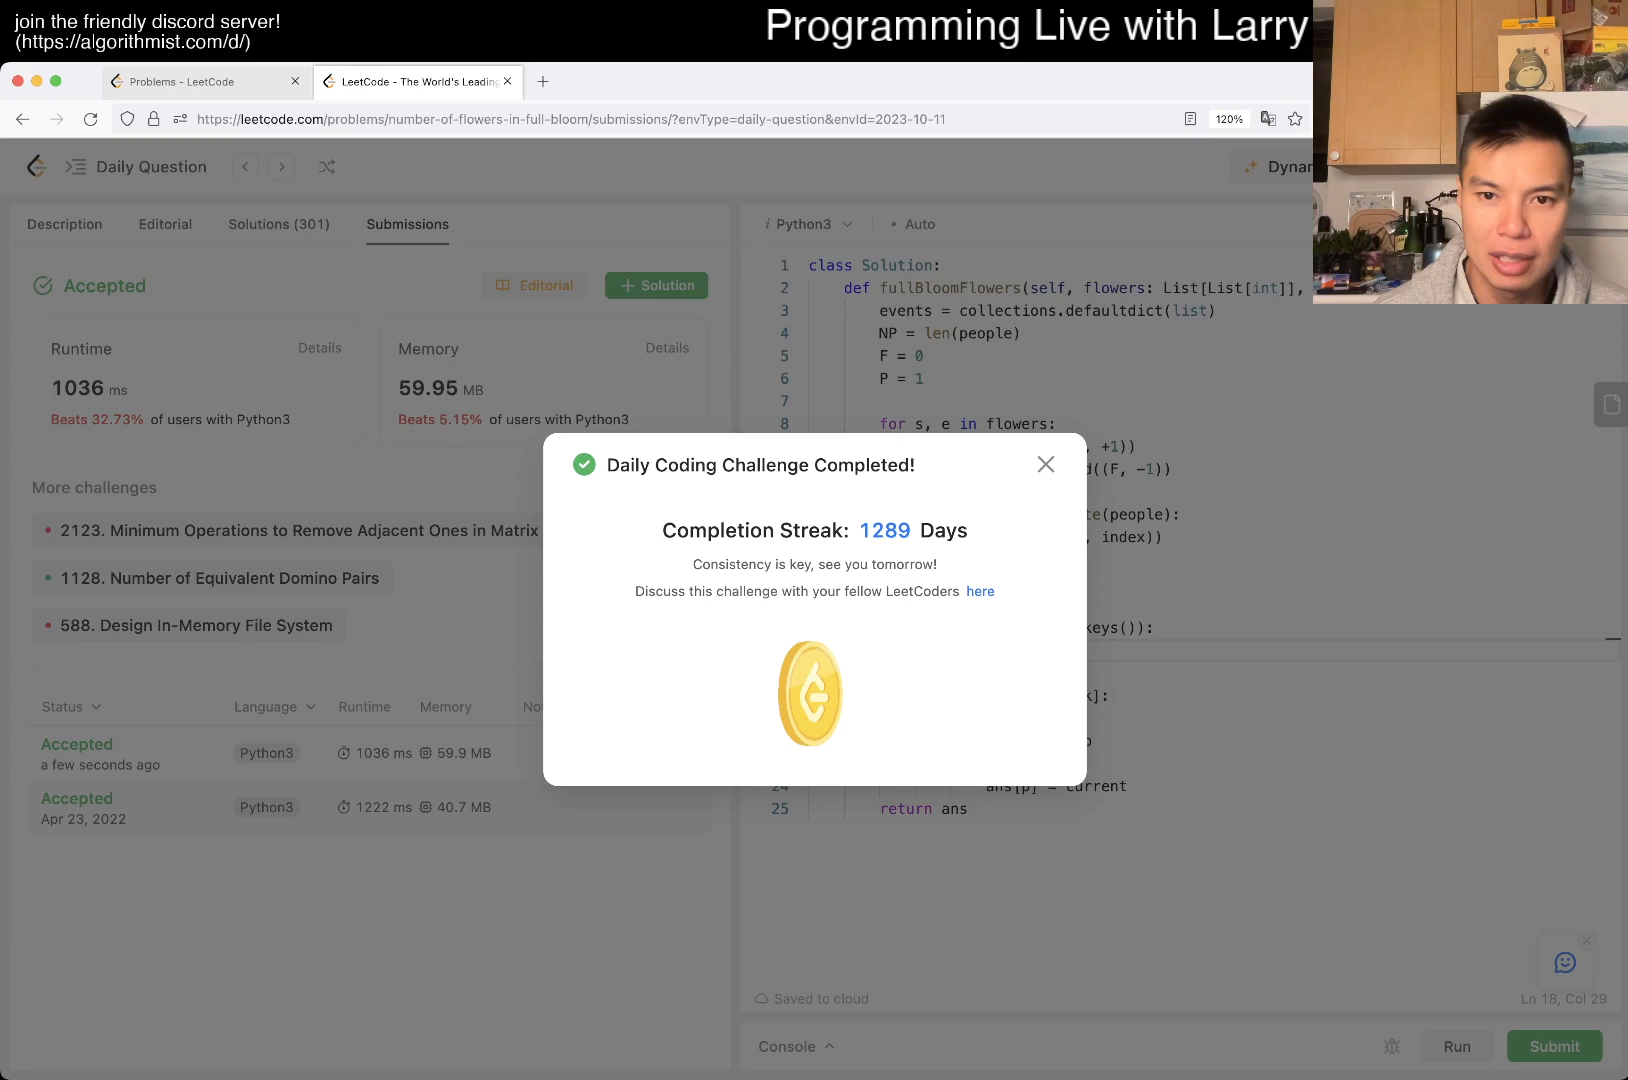 join the friendly discord server!
(https://algorithmist.com/d/)
Programming Live with Larry
Problems - LeetCode
LeetCode - The World's Leading
https://leetcode.com/problems/number-of-flowers-in-full-bloom/submissions/?envType=daily-question&envId=2023-10-11
120%
Daily Question
Dynam
Description
Editorial
Solutions (301)
Submissions
i Python3
• Auto
Accepted
Editorial
+ Solution
Runtime
Details
1036 ms
Beats 32.73% of users with Python3
Memory
Details
59.95 MB
Beats 5.15% of users with Python3
More challenges
2123. Minimum Operations to Remove Adjacent Ones in Matrix
1128. Number of Equivalent Domino Pairs
588. Design In-Memory File System
Status
Language
Runtime
Memory
Accepted
a few seconds ago
Python3
1036 ms
59.9 MB
Accepted
Apr 23, 2022
Python3
1222 ms
40.7 MB
1 class Solution:
2 def fullBloomFlowers(self, flowers: List[List[int]],
3 events = collections.defaultdict(list)
4 NP = len(people)
5 F = 0
6 P = 1
7
8 for s, e in flowers:
, +1))
d((F, -1))
te(people):
, index))
keys()):
k]:
24 ans[p] = current
25 return ans
Daily Coding Challenge Completed!
Completion Streak: 1289 Days
Consistency is key, see you tomorrow!
Discuss this challenge with your fellow LeetCoders here
Saved to cloud
Ln 18, Col 29
Console
Run
Submit